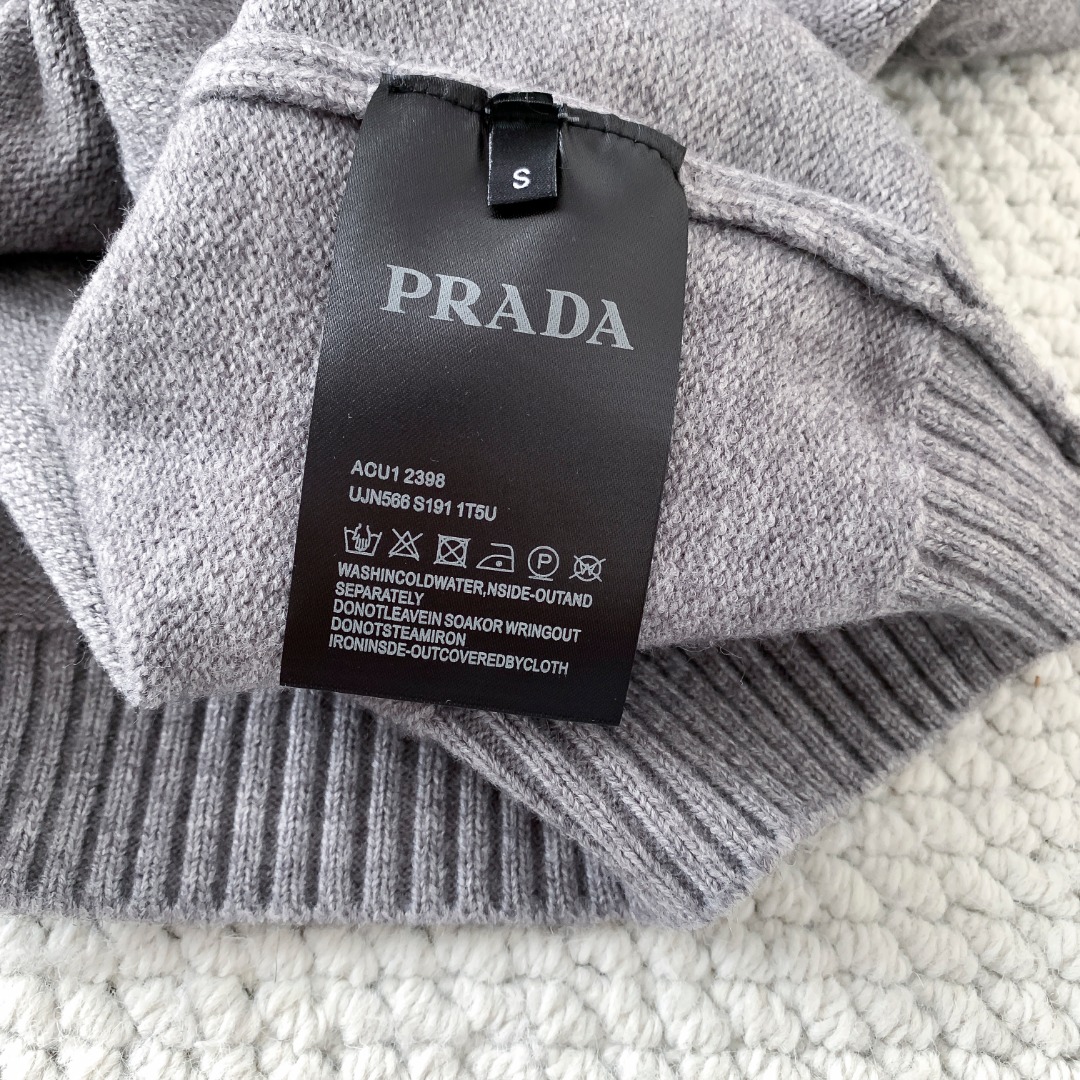 S
PRADA
ACU1 2398
UJN566 S191 1T5U
P
W
WASHINCOLDWATER,NSIDE-OUTAND
SEPARATELY
DONOTLEAVEIN SOAKOR WRINGOUT
DONOTSTEAMIRON
IRONINSDE-OUTCOVEREDBYCLOTH